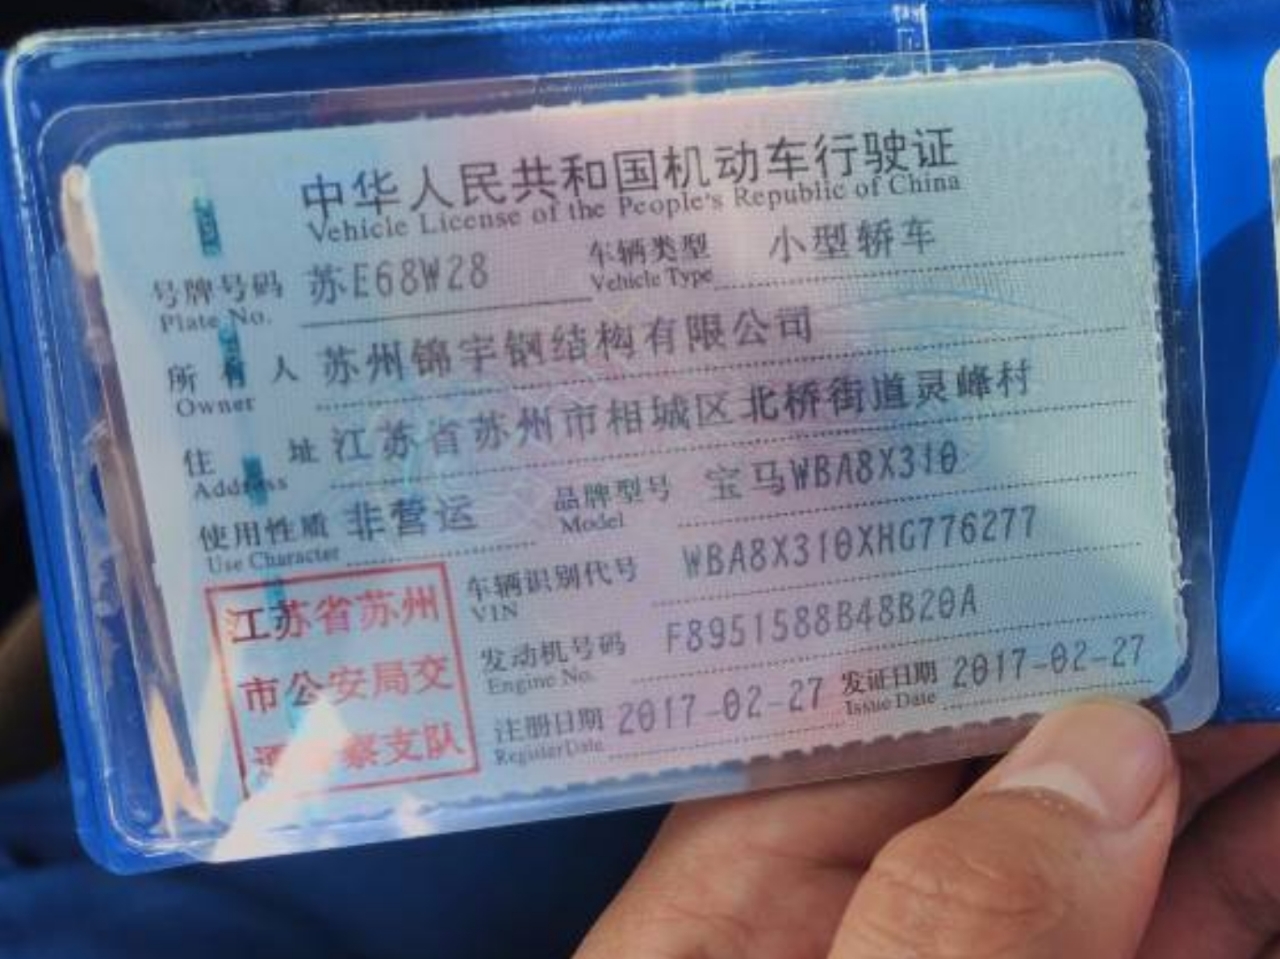 中华人民共和国机动车行驶证
Vehicle License of the People's Republic of China
号牌号码 苏E68W28 车辆类型 小型轿车
Plate No. Vehicle Type
所有人 苏州锦宇钢结构有限公司
Owner
住址 江苏省苏州市相城区北桥街道灵峰村
Address
使用性质 非营运 品牌型号 宝马WBA8X310
Use Character Model
车辆识别代号 WBA8X310XHG776277
VIN
发动机号码 F8951588B48B20A
Engine No.
注册日期 2017-02-27 发证日期 2017-02-27
Register Date Issue Date
江苏省苏州
市公安局交
察支队